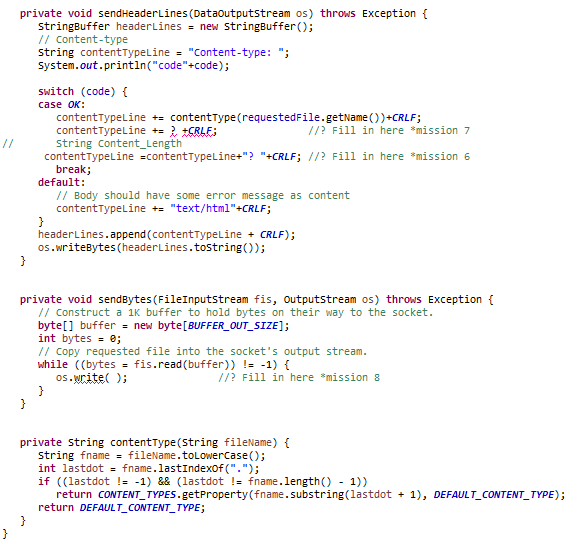 private void sendHeaderLines(DataOutputStream os) throws Exception {
StringBuffer headerLines = new StringBuffer();
// Content-type
String contentTypeLine = "Content-type: ";
System.out.println("code"+code);
switch (code) {
case OK:
contentTypeLine += contentType(requestedFile.getName())+CRLF;
contentTypeLine += ? +CRLF; //? Fill in here *mission 7
// String Content_Length
contentTypeLine =contentTypeLine+"? "+CRLF; //? Fill in here *mission 6
break;
default:
// Body should have some error message as content
contentTypeLine += "text/html"+CRLF;
}
headerLines.append(contentTypeLine + CRLF);
os.writeBytes(headerLines.toString());
}
private void sendBytes(FileInputStream fis, OutputStream os) throws Exception {
// Construct a 1K buffer to hold bytes on their way to the socket.
byte[] buffer = new byte[BUFFER_OUT_SIZE];
int bytes = 0;
// Copy requested file into the socket's output stream.
while ((bytes = fis.read(buffer)) != -1) {
os.write( ); //? Fill in here *mission 8
}
}
private String contentType(String fileName) {
String fname = fileName.toLowerCase();
int lastdot = fname.lastIndexOf(".");
if ((lastdot != -1) && (lastdot != fname.length() - 1))
return CONTENT_TYPES.getProperty(fname.substring(lastdot + 1), DEFAULT_CONTENT_TYPE);
return DEFAULT_CONTENT_TYPE;
}
}